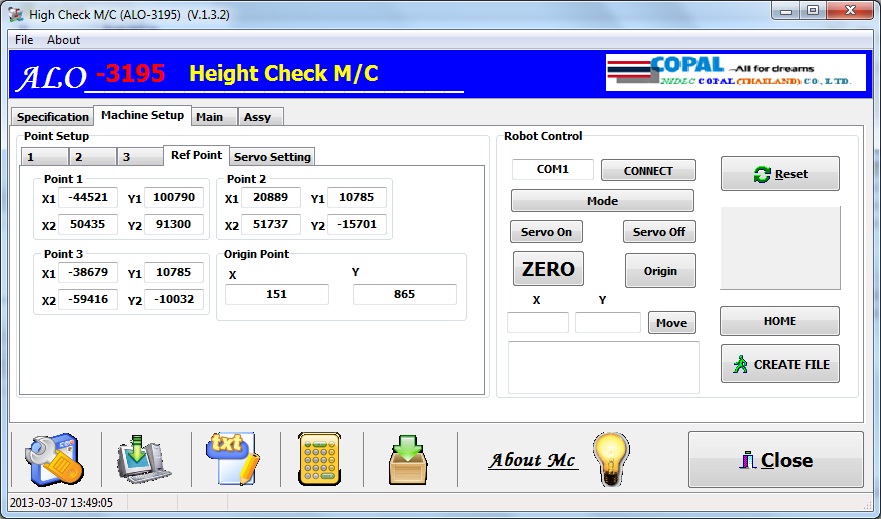 High Check M/C (ALO-3195) (V.1.3.2)
File About
ALO -3195 Height Check M/C
COPAL ...All for dreams
NIDEC COPAL (THAILAND) CO., LTD.
Specification Machine Setup Main Assy
Point Setup
1 2 3 Ref Point Servo Setting
Point 1
X1 -44521 Y1 100790
X2 50435 Y2 91300
Point 2
X1 20889 Y1 10785
X2 51737 Y2 -15701
Point 3
X1 -38679 Y1 10785
X2 -59416 Y2 -10032
Origin Point
X Y
151 865
Robot Control
COM1 CONNECT
Mode
Servo On Servo Off
ZERO Origin
X Y
Move
Reset
HOME
CREATE FILE
txt
About Mc
Close
2013-03-07 13:49:05